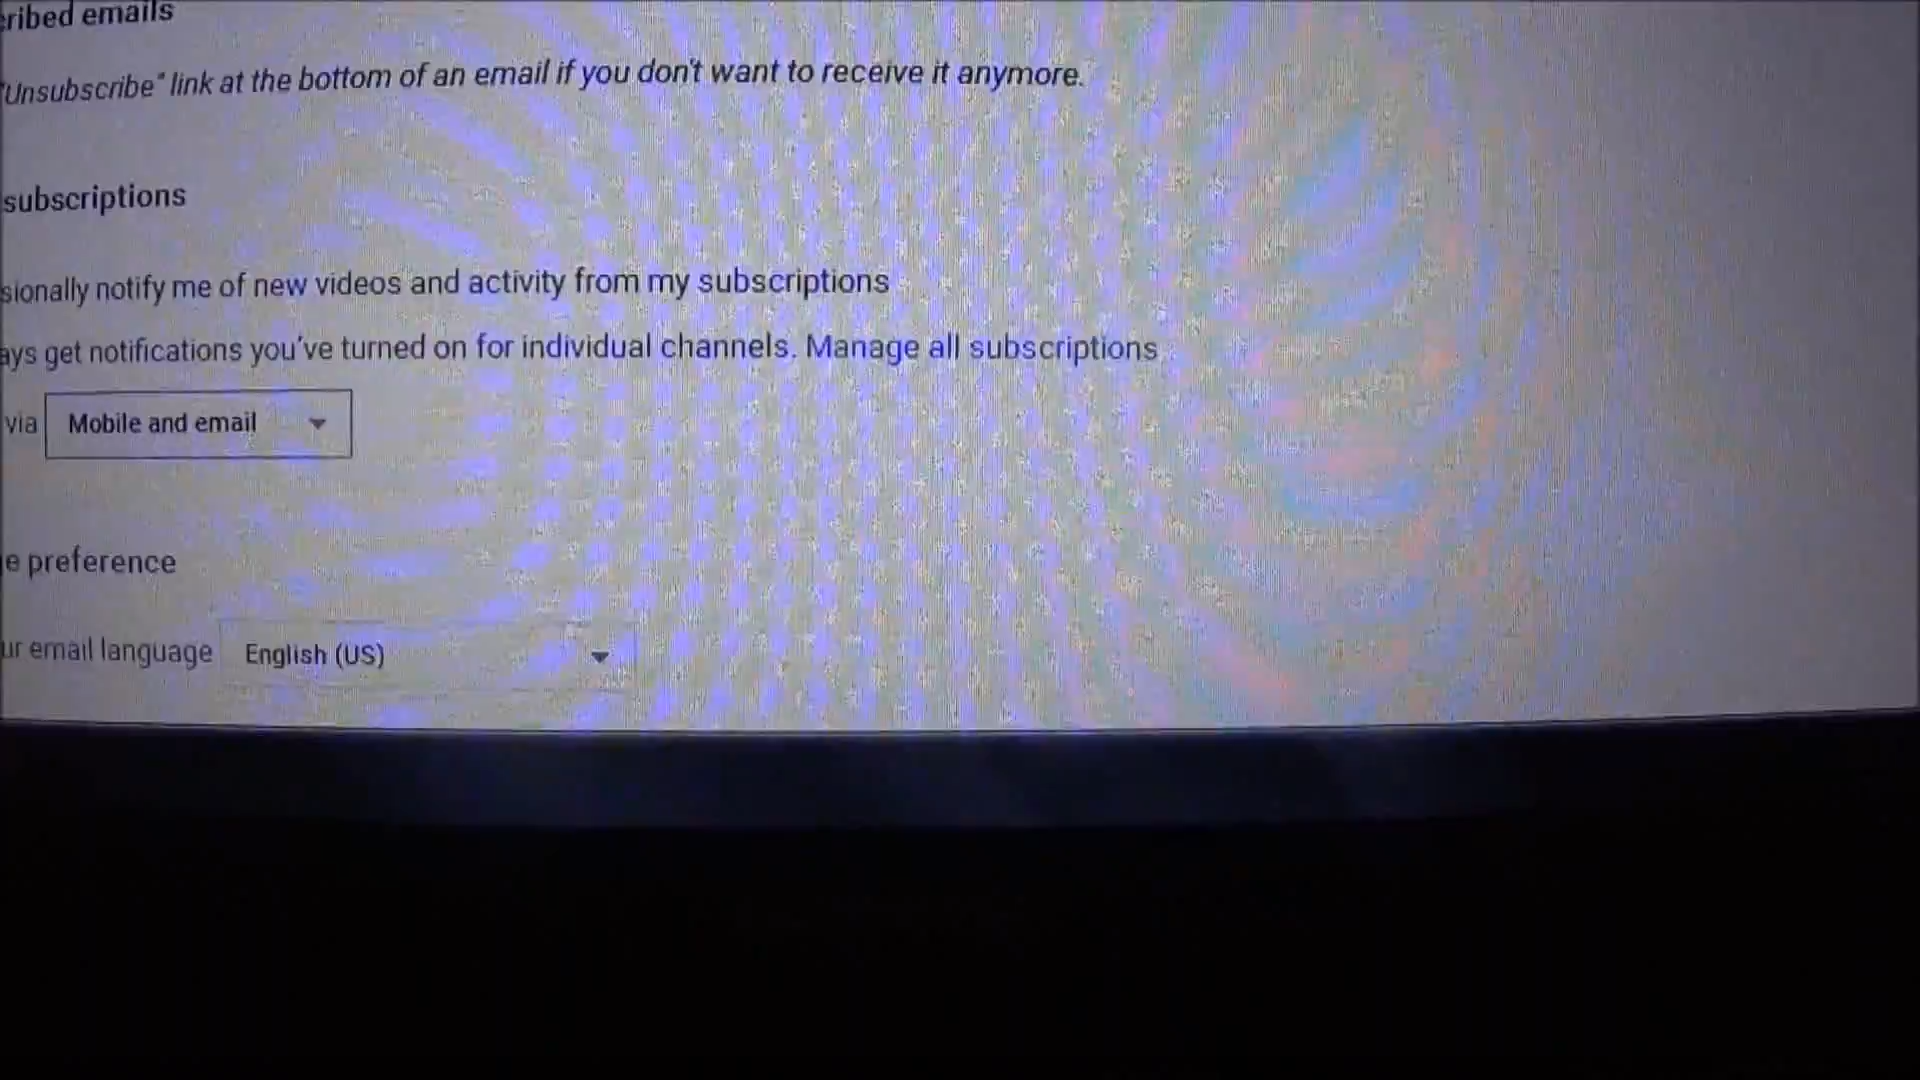 ribed emails
"Unsubscribe" link at the bottom of an email if you don't want to receive it anymore.
subscriptions
sionally notify me of new videos and activity from my subscriptions
ays get notifications you've turned on for individual channels. Manage all subscriptions
via Mobile and email
e preference
ur email language English (US)